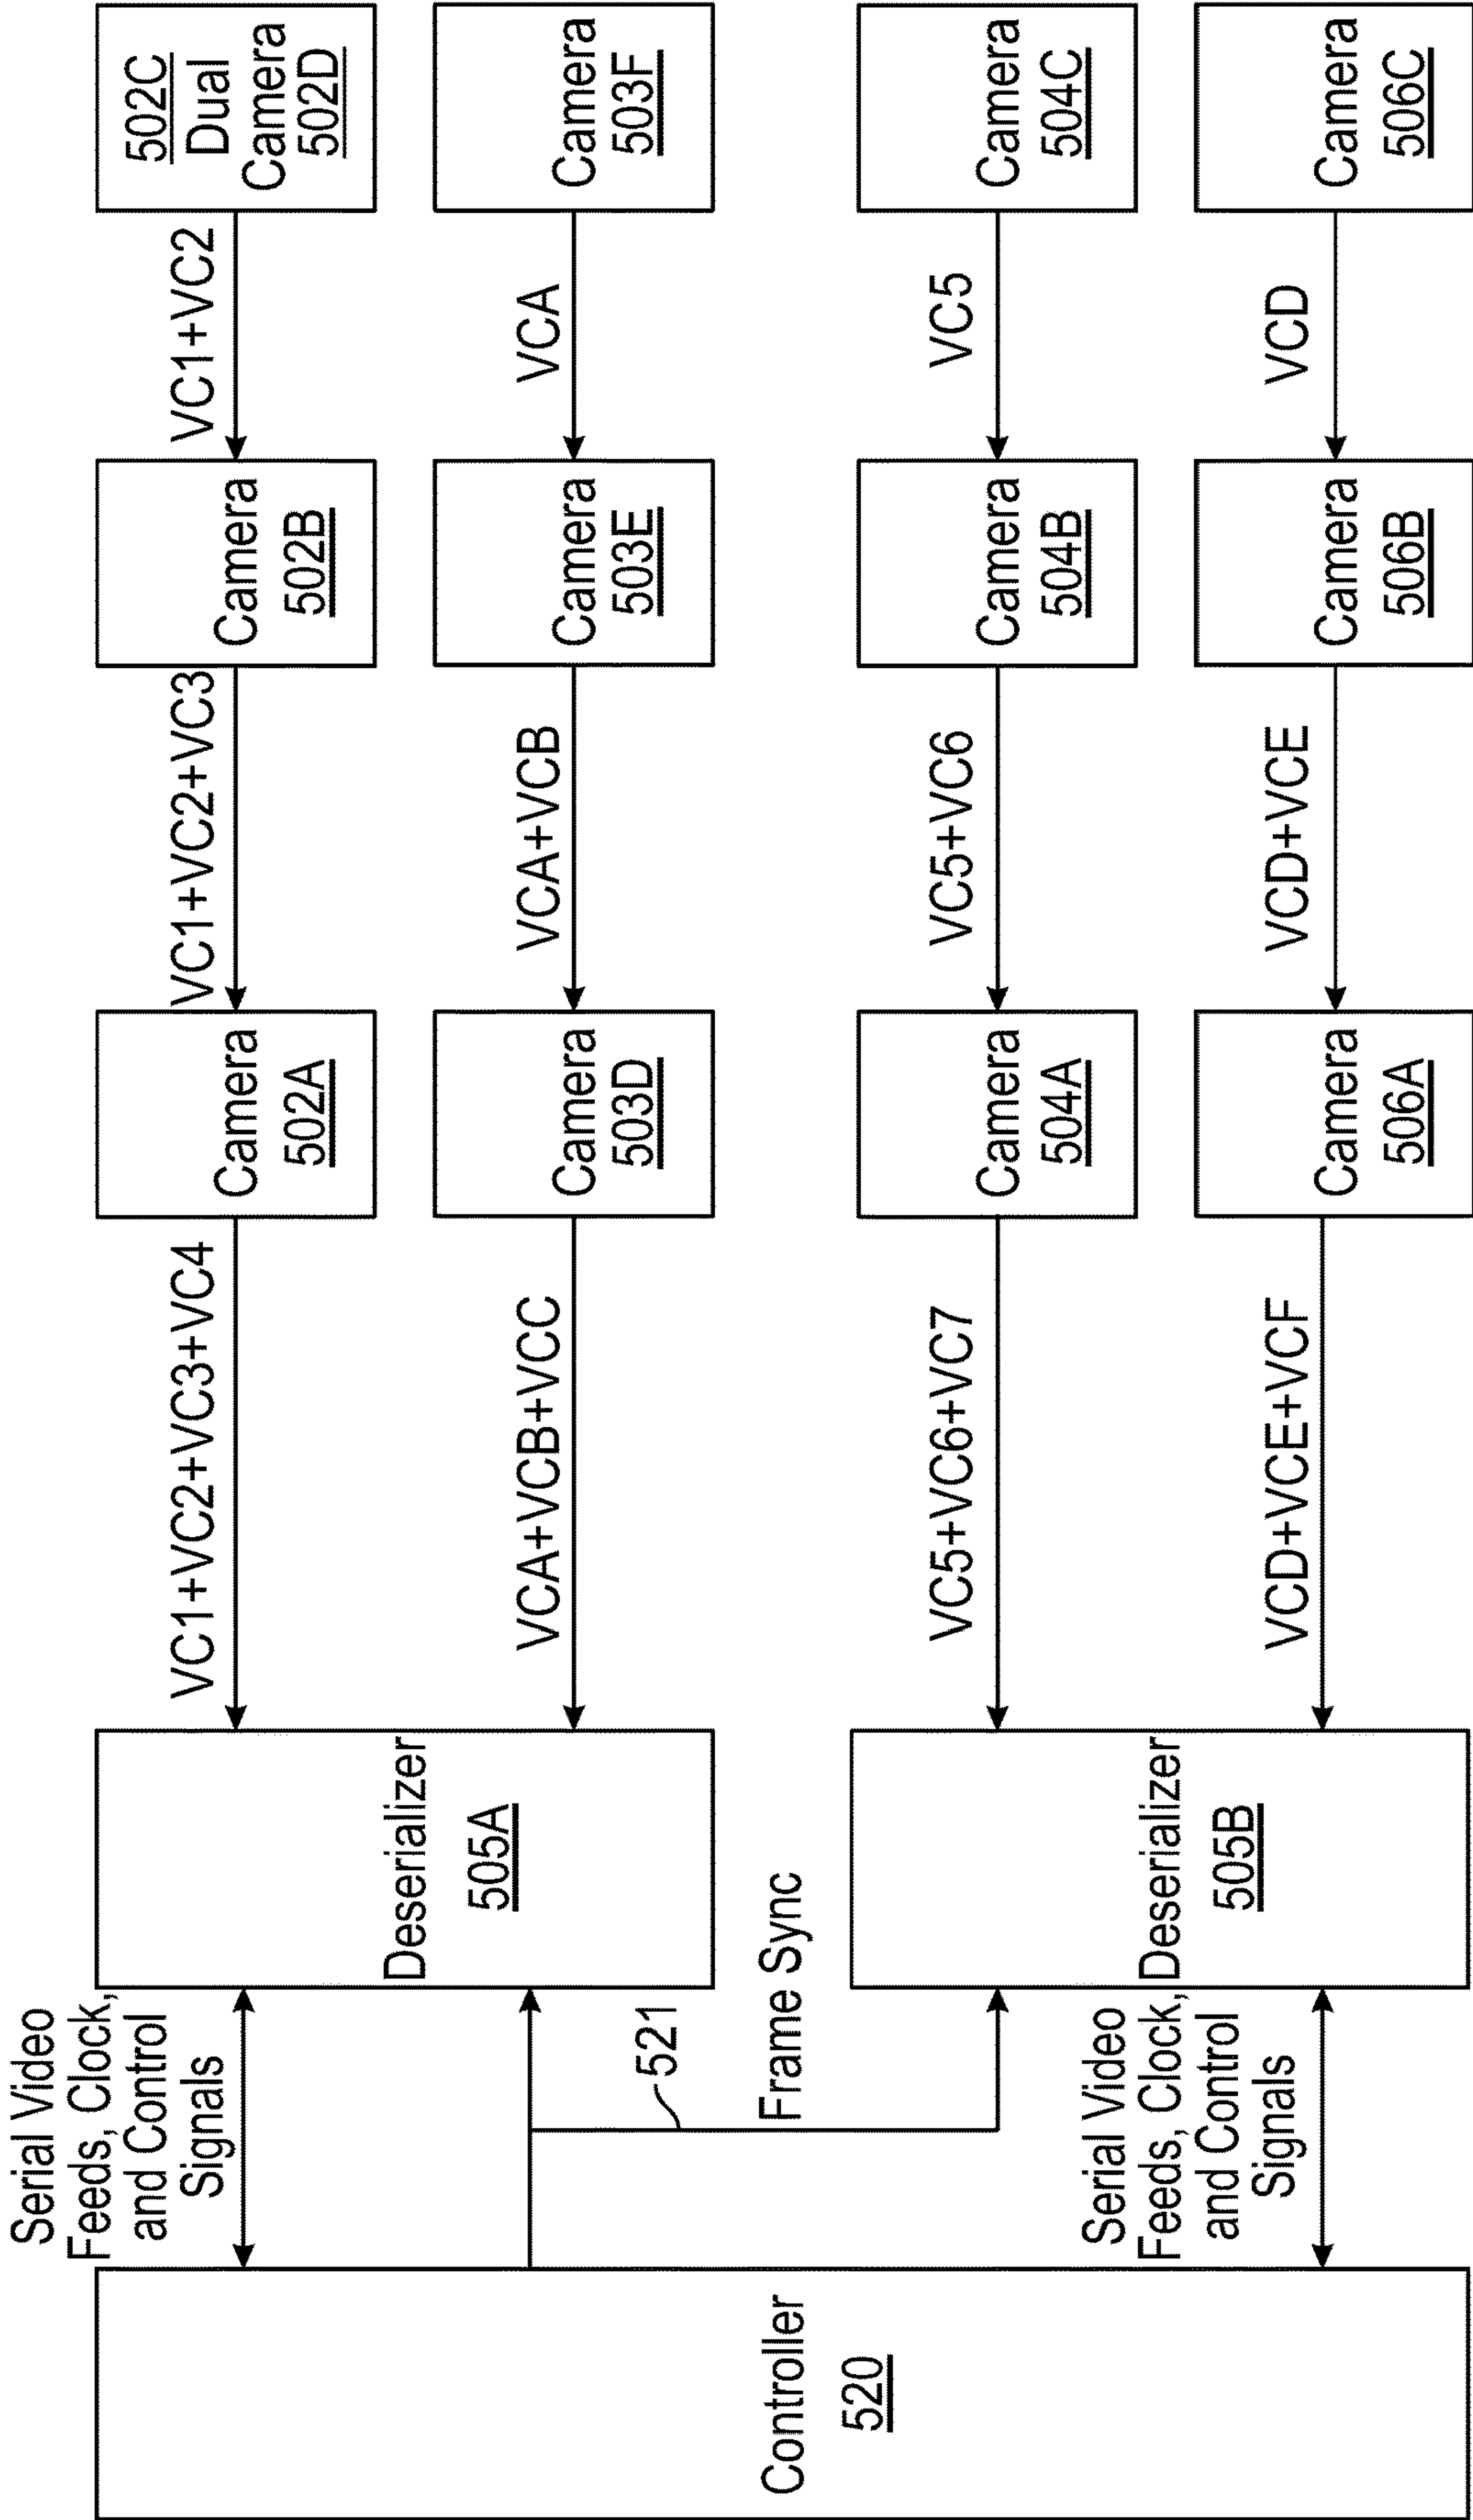 502C
Dual
Camera
502D
VC1+VC2
Camera
502B
VC1+VC2+VC3
Camera
502A
VC1+VC2+VC3+VC4
Camera
503F
VCA
Camera
503E
VCA+VCB
Camera
503D
VCA+VCB+VCC
Deserializer
505A
Serial Video
Feeds, Clock,
and Control
Signals
Camera
504C
VC5
Camera
504B
VC5+VC6
Camera
504A
VC5+VC6+VC7
Camera
506C
VCD
Camera
506B
VCD+VCE
Camera
506A
VCD+VCE+VCF
Deserializer
505B
521
Frame Sync
Serial Video
Feeds, Clock,
and Control
Signals
Controller
520